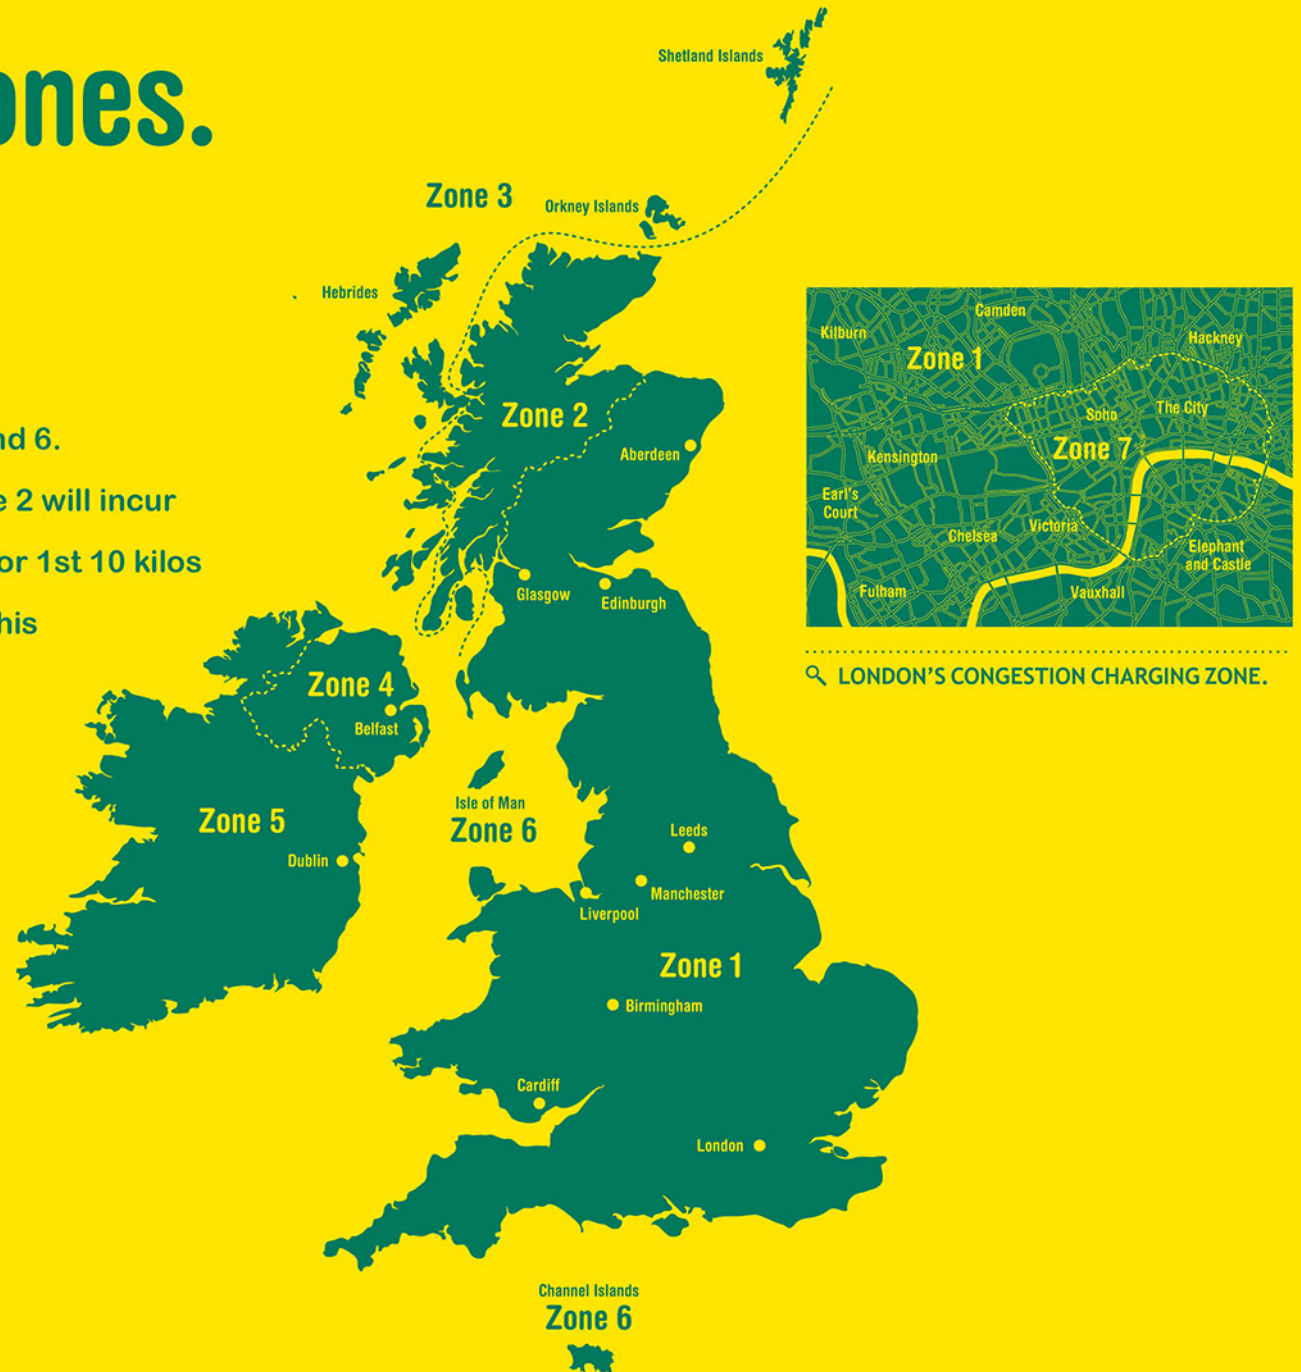 ones.
nd 6.
e 2 will incur
or 1st 10 kilos
his
Shetland Islands
Zone 3
Orkney Islands
Hebrides
Zone 2
Aberdeen
Glasgow
Edinburgh
Zone 4
Belfast
Zone 5
Dublin
Isle of Man
Zone 6
Leeds
Manchester
Liverpool
Zone 1
Birmingham
Cardiff
London
Channel Islands
Zone 6
Camden
Kilburn
Hackney
Zone 1
Soho
The City
Zone 7
Kensington
Earl's
Court
Victoria
Chelsea
Elephant
and Castle
Fulham
Vauxhall
LONDON'S CONGESTION CHARGING ZONE.